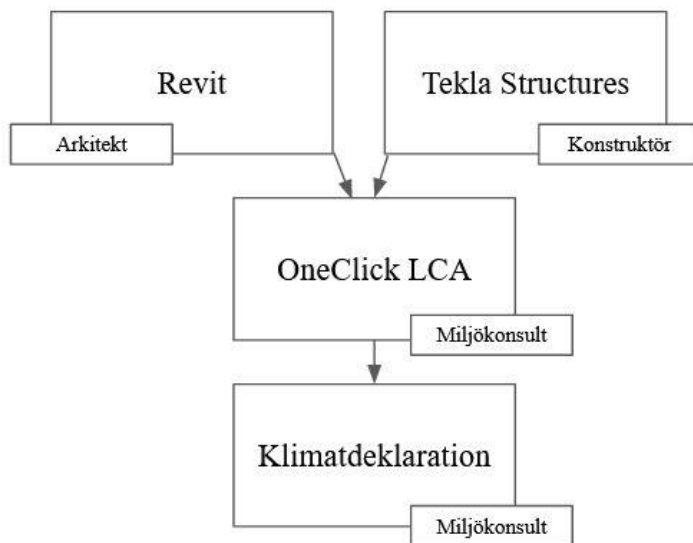 Revit
Tekla Structures
Arkitekt
Konstruktör
OneClick LCA
Miljökonsult
Klimatdeklaration
Miljökonsult